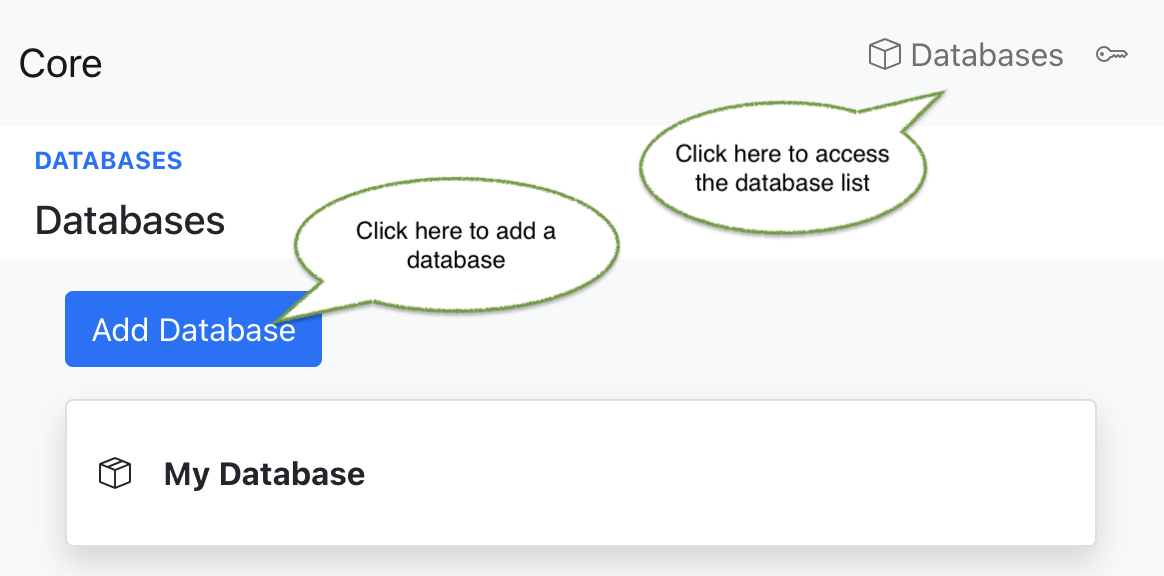 Core
Databases
DATABASES
Databases
Click here to access
the database list
Click here to add a
database
Add Database
My Database